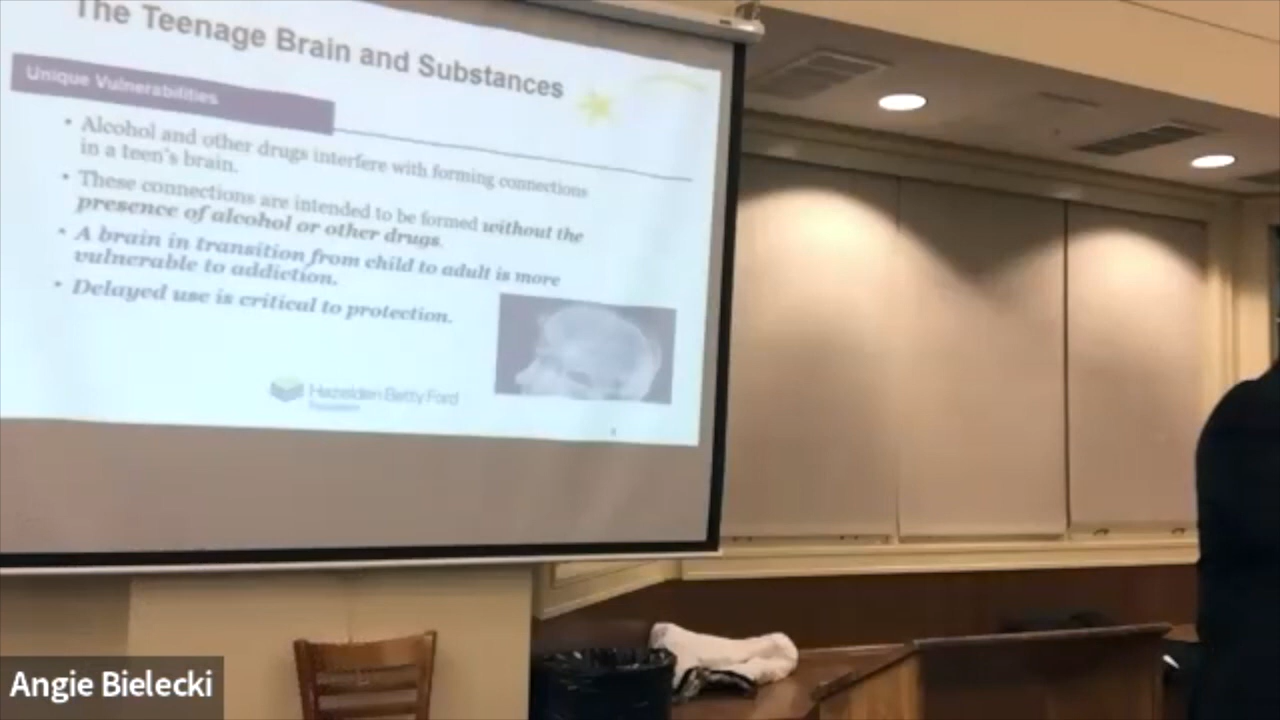 The Teenage Brain and Substances
Unique Vulnerabilities
• Alcohol and other drugs interfere with forming connections
in a teen's brain.
• These connections are intended to be formed without the
presence of alcohol or other drugs.
• A brain in transition from child to adult is more
vulnerable to addiction.
• Delayed use is critical to protection.
Hazelden Betty Ford
Angie Bielecki